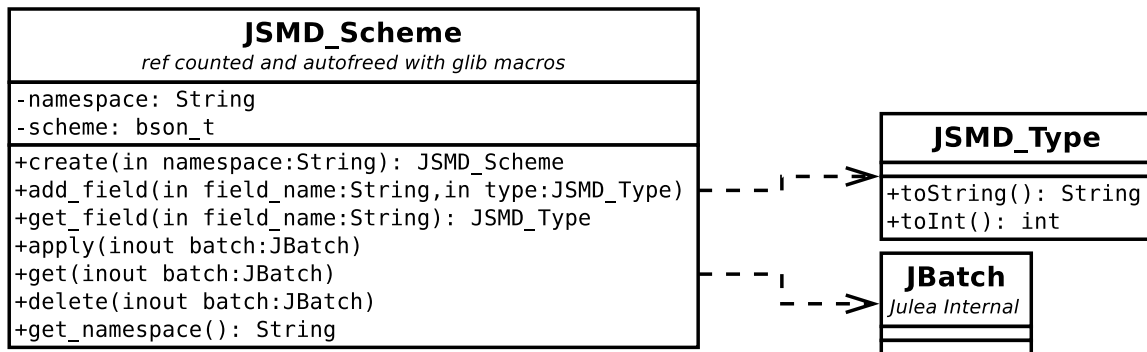 JSMD_Scheme
ref counted and autofreed with glib macros
-namespace: String
-scheme: bson_t
+create(in namespace:String): JSMD_Scheme
+add_field(in field_name:String,in type:JSMD_Type)
+get_field(in field_name:String): JSMD_Type
+apply(inout batch:JBatch)
+get(inout batch:JBatch)
+delete(inout batch:JBatch)
+get_namespace(): String
JSMD_Type
+toString(): String
+toInt(): int
JBatch
Julea Internal